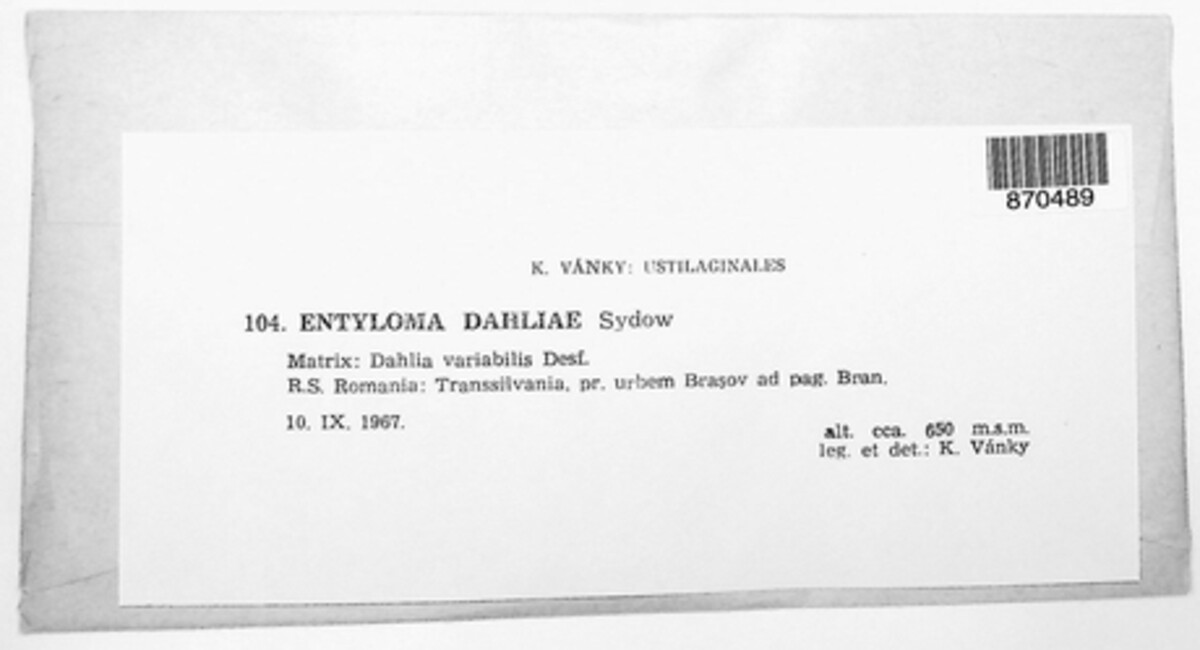 870489
K. VÁNKY: USTILAGINALES
104. ENTYLOMA DAHLIAE Sydow
Matrix: Dahlia variabilis Desf.
R.S. Romania: Transsilvania, pr. urbem Braşov ad pag. Bran,
10. IX. 1967.
alt. cca. 650 m.s.m.
leg. et det.: K. Vánky